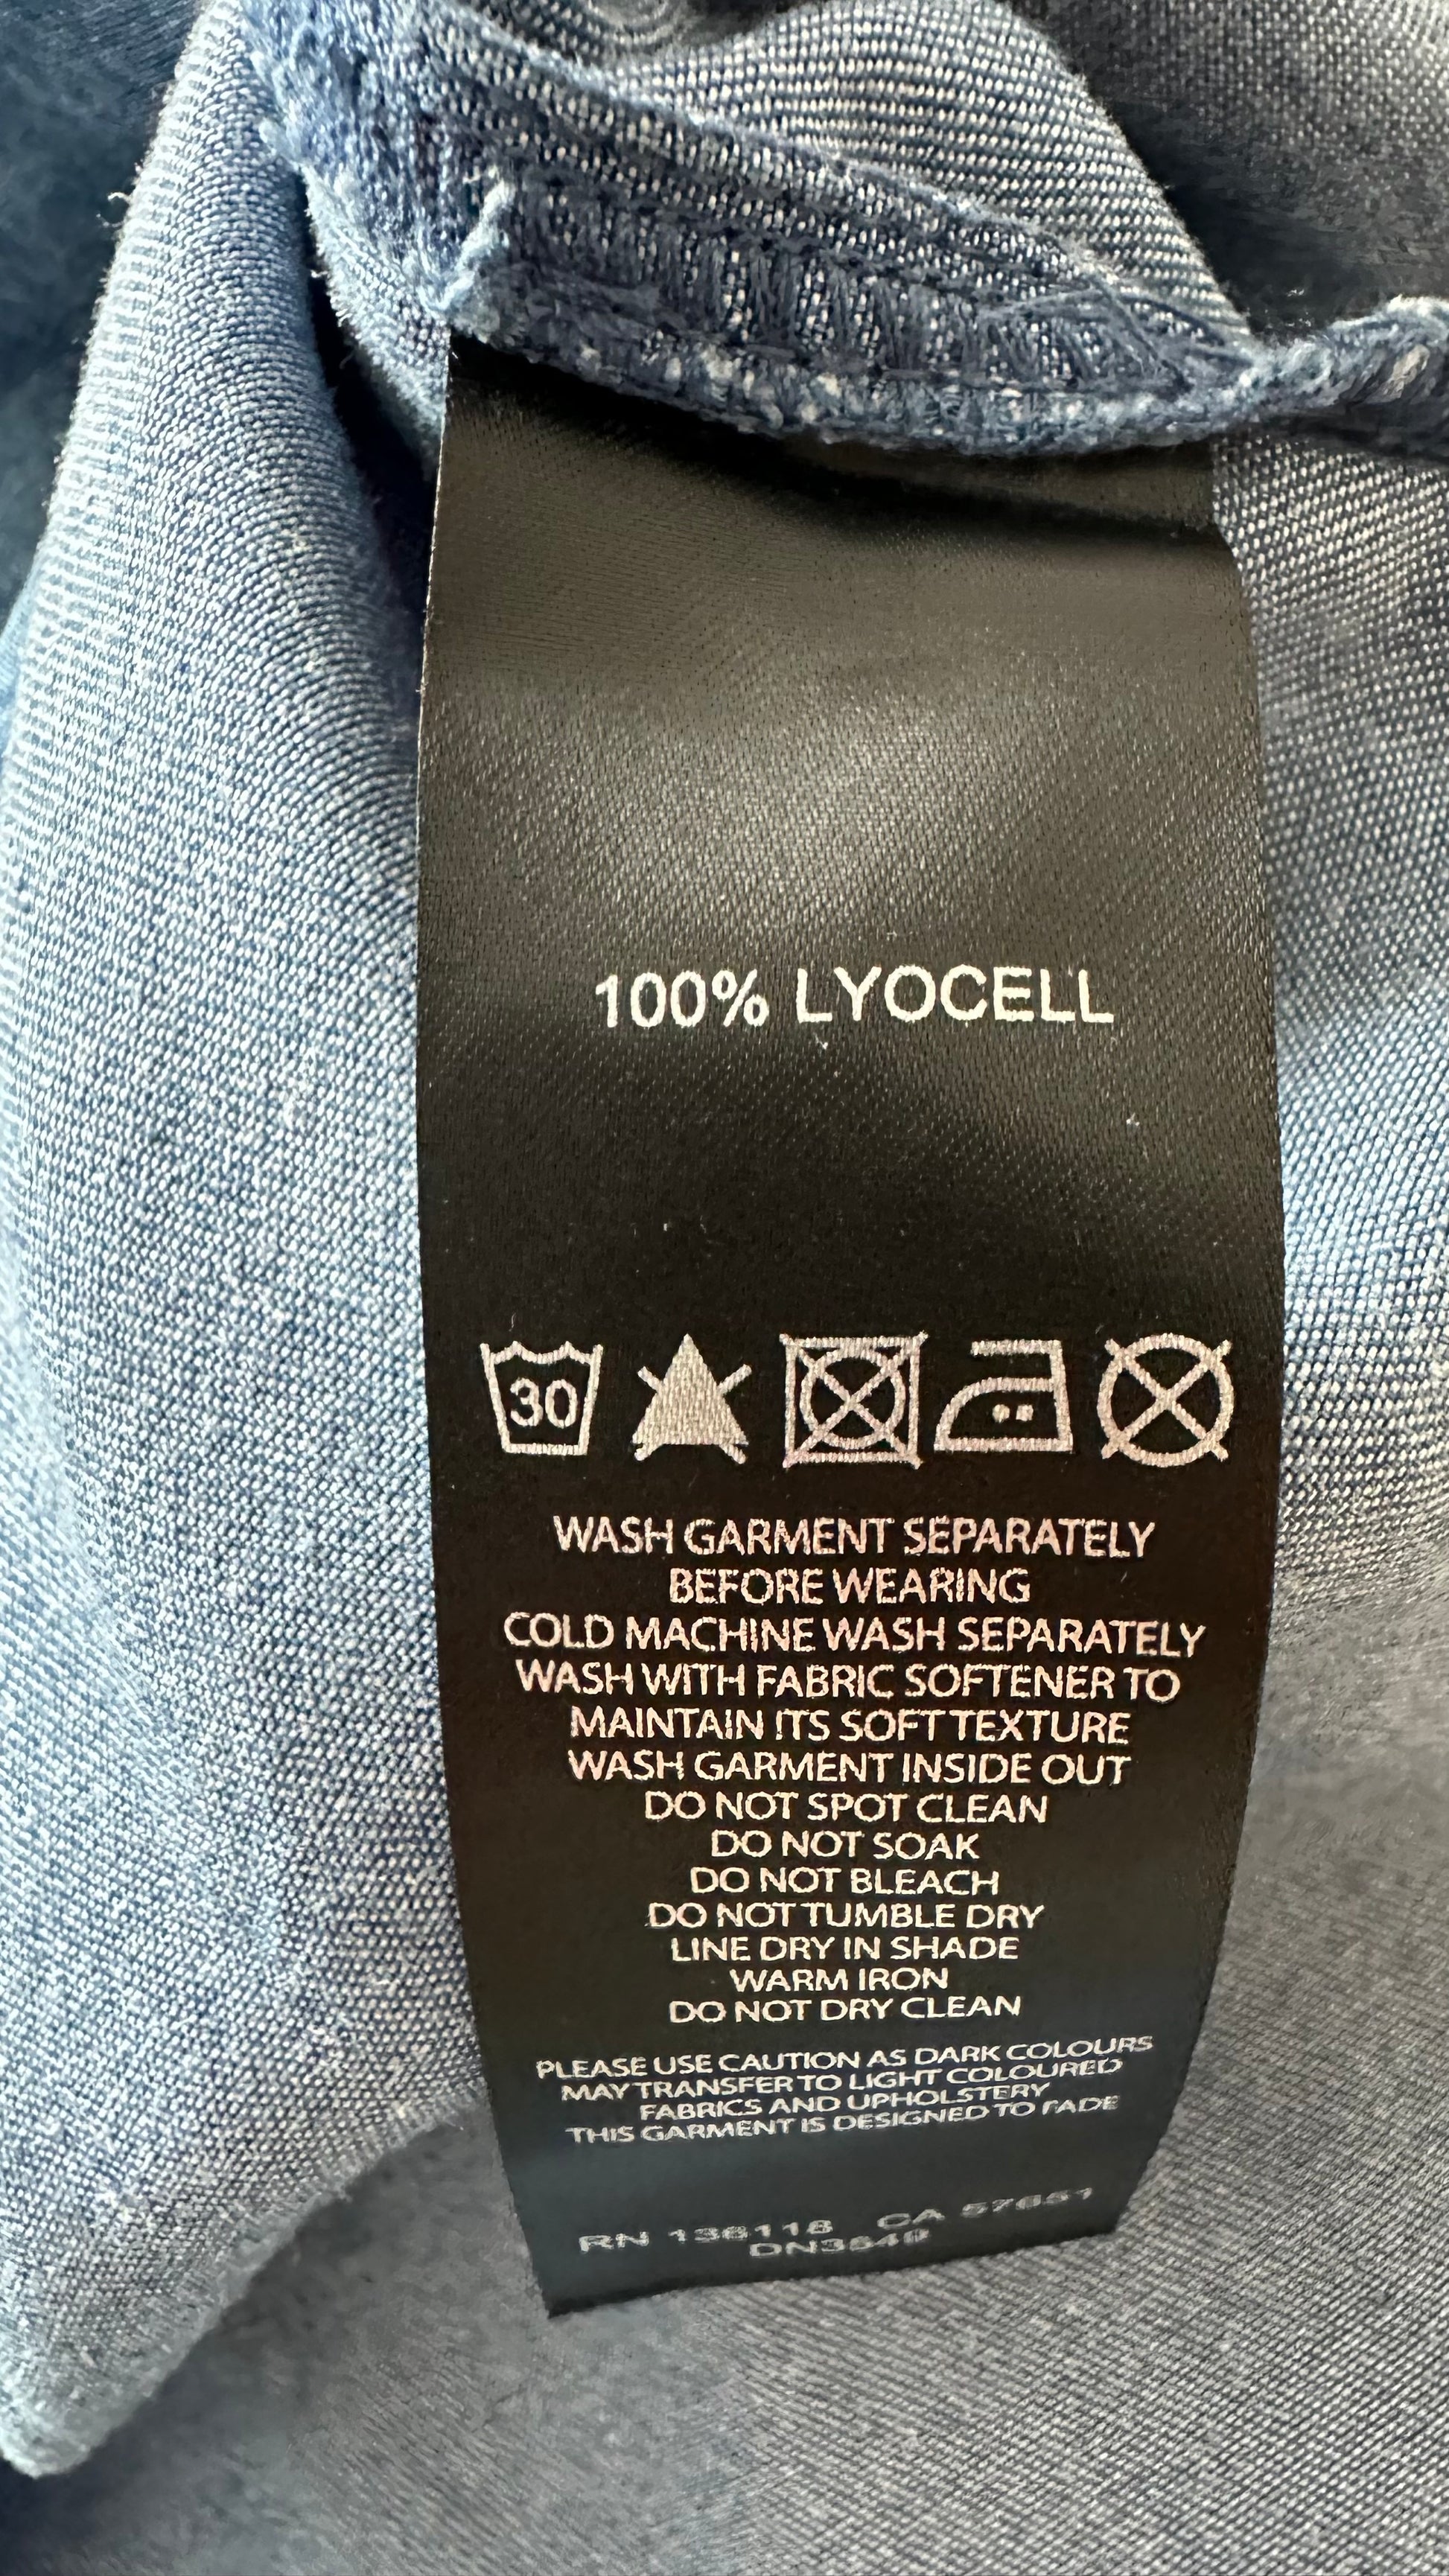 100% LYOCELL
30
WASH GARMENT SEPARATELY
BEFORE WEARING
COLD MACHINE WASH SEPARATELY
WASH WITH FABRIC SOFTENER TO
MAINTAIN ITS SOFT TEXTURE
WASH GARMENT INSIDE OUT
DO NOT SPOT CLEAN
DO NOT SOAK
DO NOT BLEACH
DO NOT TUMBLE DRY
LINE DRY IN SHADE
WARM IRON
DO NOT DRY CLEAN
PLEASE USE CAUTION AS DARK COLOURS
MAY TRANSFER TO LIGHT COLOURED
FABRICS AND UPHOLSTERY
THIS GARMENT IS DESIGNED TO FADE
RN CA